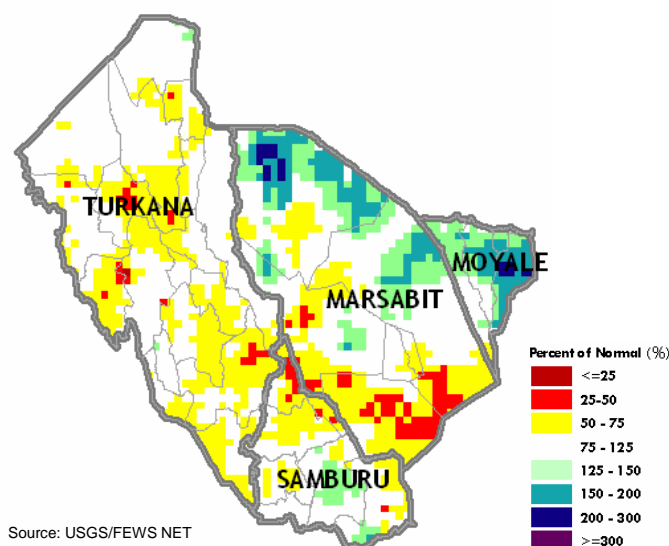 TURKANA
MOYALE
MARSABIT
SAMBURU
Percent of Normal (%)
<=25
25-50
50 - 75
75 - 125
125 - 150
150 - 200
200 - 300
>=300
Source: USGS/FEWS NET